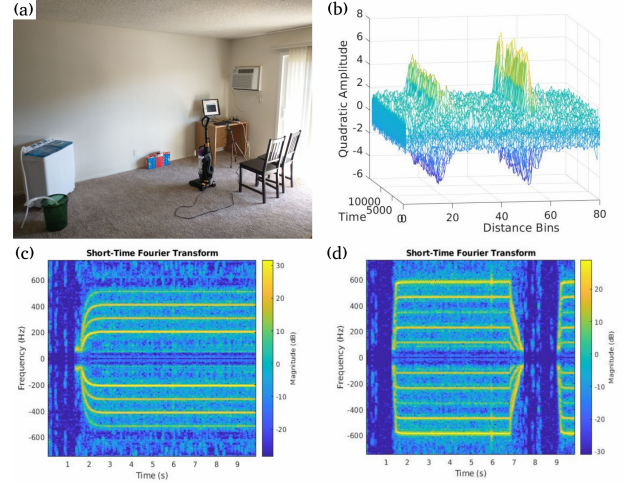 (a)
(b)
8
6
4
2
0
-2
-4
-6
Quadratic Amplitude
10000
5000
0
Time
0
20
40
60
80
Distance Bins
(c)
Short-Time Fourier Transform
600
400
200
0
-200
-400
-600
Frequency (Hz)
1 2 3 4 5 6 7 8 9
Time (s)
30
20
10
0
-10
-20
Magnitude (dB)
(d)
Short-Time Fourier Transform
600
400
200
0
-200
-400
-600
Frequency (Hz)
1 2 3 4 5 6 7 8 9
Time (s)
20
10
0
-10
-20
-30
Magnitude (dB)